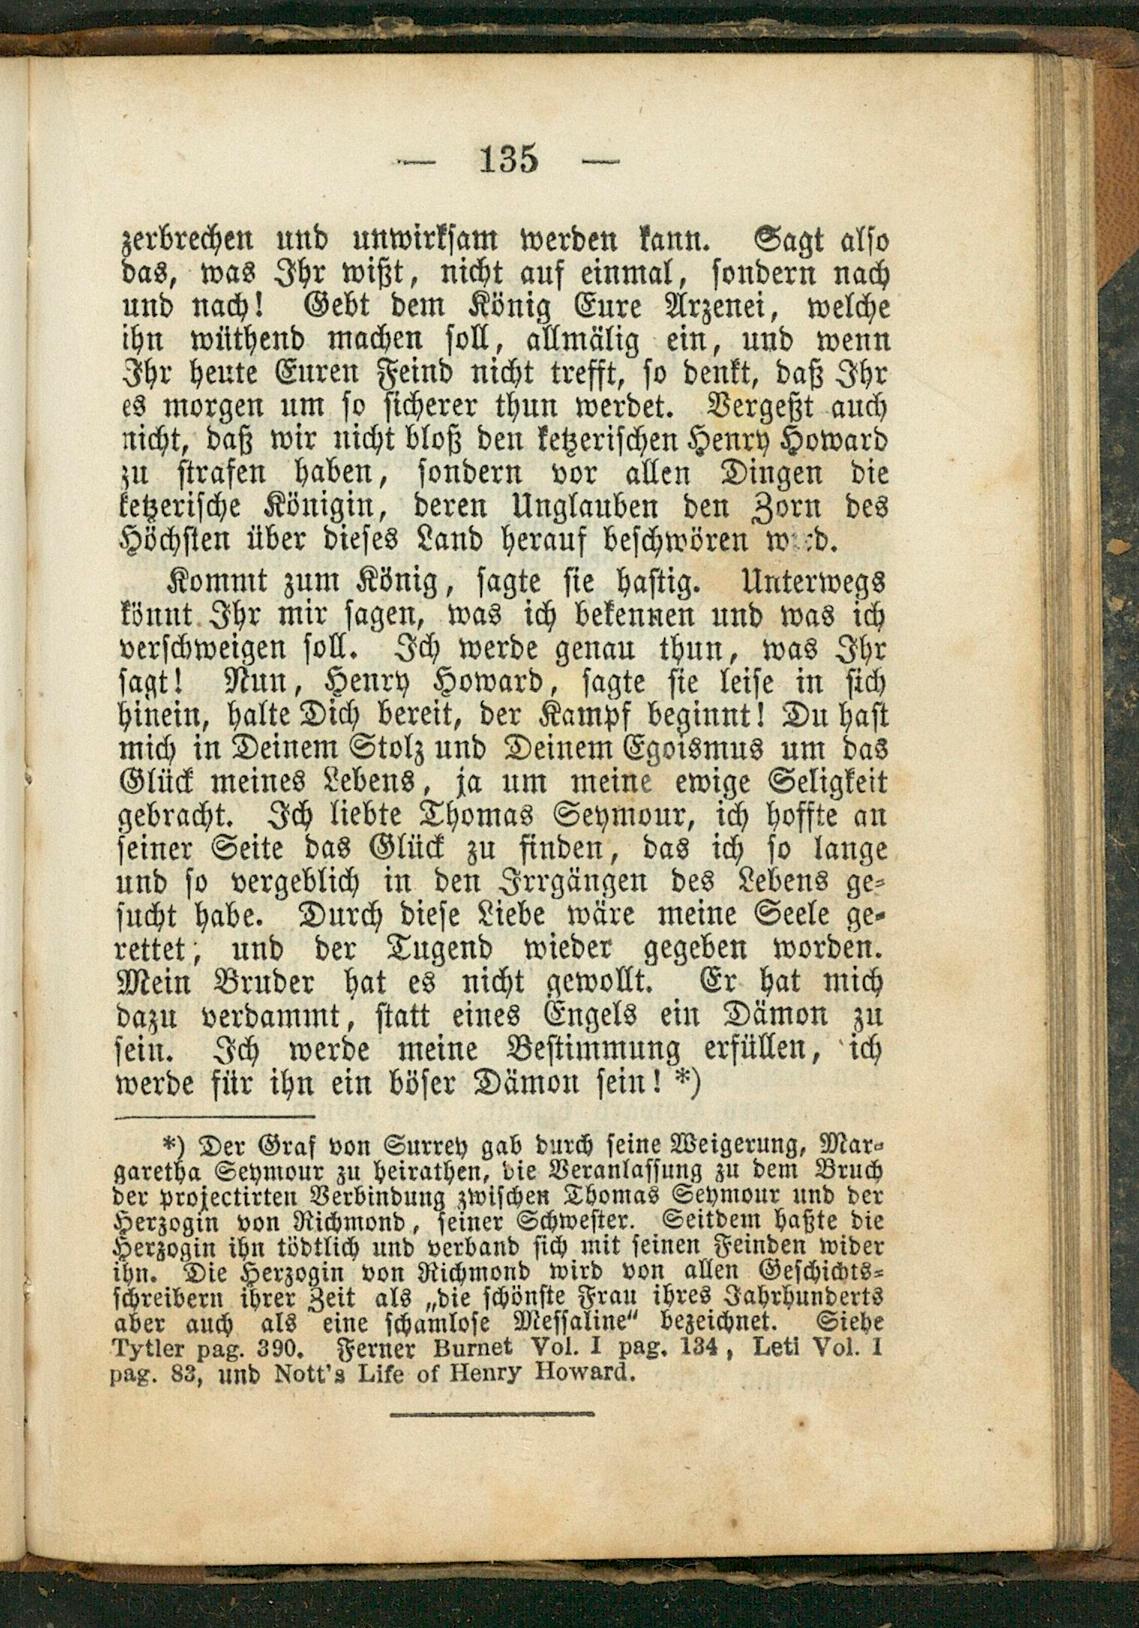 — 135 —
zerbrechen und unwirksam werden kann. Sagt also
das, was Ihr wißt, nicht auf einmal, sondern nach
und nach! Gebt dem König Eure Arzenei, welche
ihn wüthend machen soll, allmälig ein, und wenn
Ihr heute Euren Feind nicht trefft, so denkt, daß Ihr
es morgen um so sicherer thun werdet. Vergeßt auch
nicht, daß wir nicht bloß den ketzerischen Henry Howard
zu strafen haben, sondern vor allen Dingen die
ketzerische Königin, deren Unglauben den Zorn des
Höchsten über dieses Land herauf beschwören wird.
Kommt zum König, sagte sie hastig. Unterwegs
könnt Ihr mir sagen, was ich bekennen und was ich
verschweigen soll. Ich werde genau thun, was Ihr
sagt! Nun, Henry Howard, sagte sie leise in sich
hinein, halte Dich bereit, der Kampf beginnt! Du hast
mich in Deinem Stolz und Deinem Egoismus um das
Glück meines Lebens, ja um meine ewige Seligkeit
gebracht. Ich liebte Thomas Seymour, ich hoffte an
seiner Seite das Glück zu finden, das ich so lange
und so vergeblich in den Irrgängen des Lebens ge-
sucht habe. Durch diese Liebe wäre meine Seele ge-
rettet, und der Tugend wieder gegeben worden.
Mein Bruder hat es nicht gewollt. Er hat mich
dazu verdammt, statt eines Engels ein Dämon zu
sein. Ich werde meine Bestimmung erfüllen, ich
werde für ihn ein böser Dämon sein! *)
*) Der Graf von Surrey gab durch seine Weigerung, Mar-
garetha Seymour zu heirathen, die Veranlassung zu dem Bruch
der projectirten Verbindung zwischen Thomas Seymour und der
Herzogin von Richmond, seiner Schwester. Seitdem haßte die
Herzogin ihn tödtlich und verband sich mit seinen Feinden wider
ihn. Die Herzogin von Richmond wird von allen Geschichts-
schreibern ihrer Zeit als „die schönste Frau ihres Jahrhunderts
aber auch als eine schamlose Messaline“ bezeichnet. Siehe
Tytler pag. 390. Ferner Burnet Vol. I pag. 134, Leti Vol. I
pag. 83, und Nott's Life of Henry Howard.